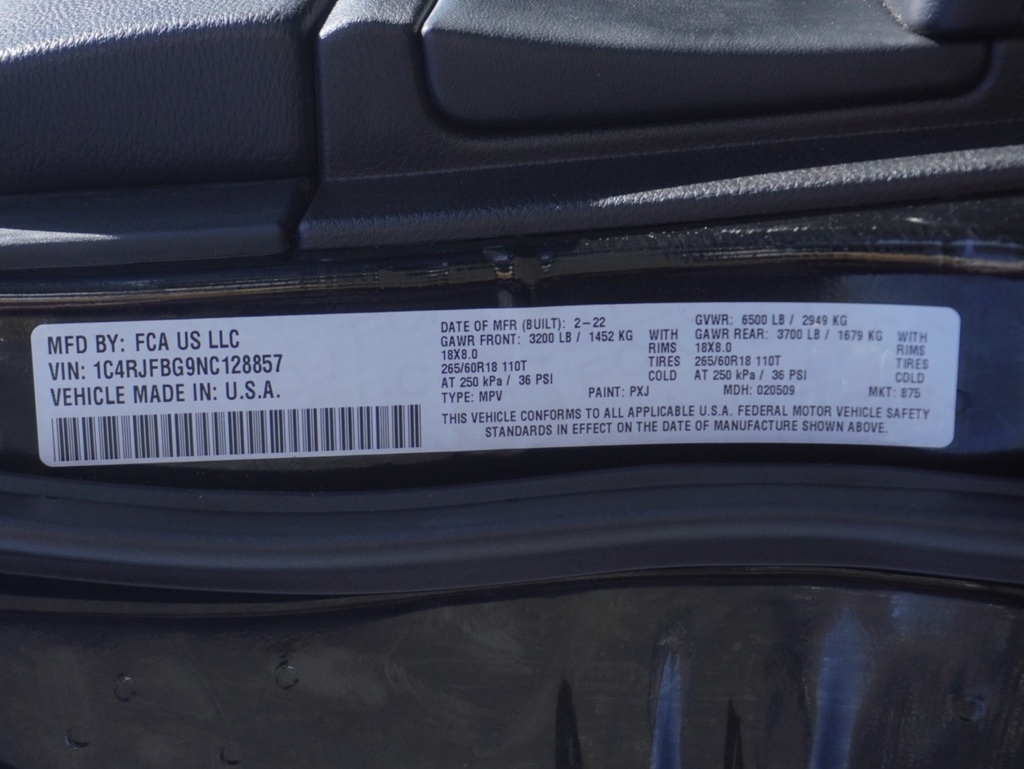 MFD BY: FCA US LLC
VIN: 1C4RJFBG9NC128857
VEHICLE MADE IN: U.S.A.
DATE OF MFR (BUILT): 2-22
GAWR FRONT: 3200 LB / 1452 KG WITH
18X8.0 RIMS
265/60R18 110T TIRES
AT 250 kPa / 36 PSI COLD
GVWR: 6500 LB / 2949 KG
GAWR REAR: 3700 LB / 1679 KG WITH
18X8.0 RIMS
265/60R18 110T TIRES
AT 250 kPa / 36 PSI COLD
TYPE: MPV PAINT: PXJ MDH: 020509 MKT: 875
THIS VEHICLE CONFORMS TO ALL APPLICABLE U.S.A. FEDERAL MOTOR VEHICLE SAFETY
STANDARDS IN EFFECT ON THE DATE OF MANUFACTURE SHOWN ABOVE.